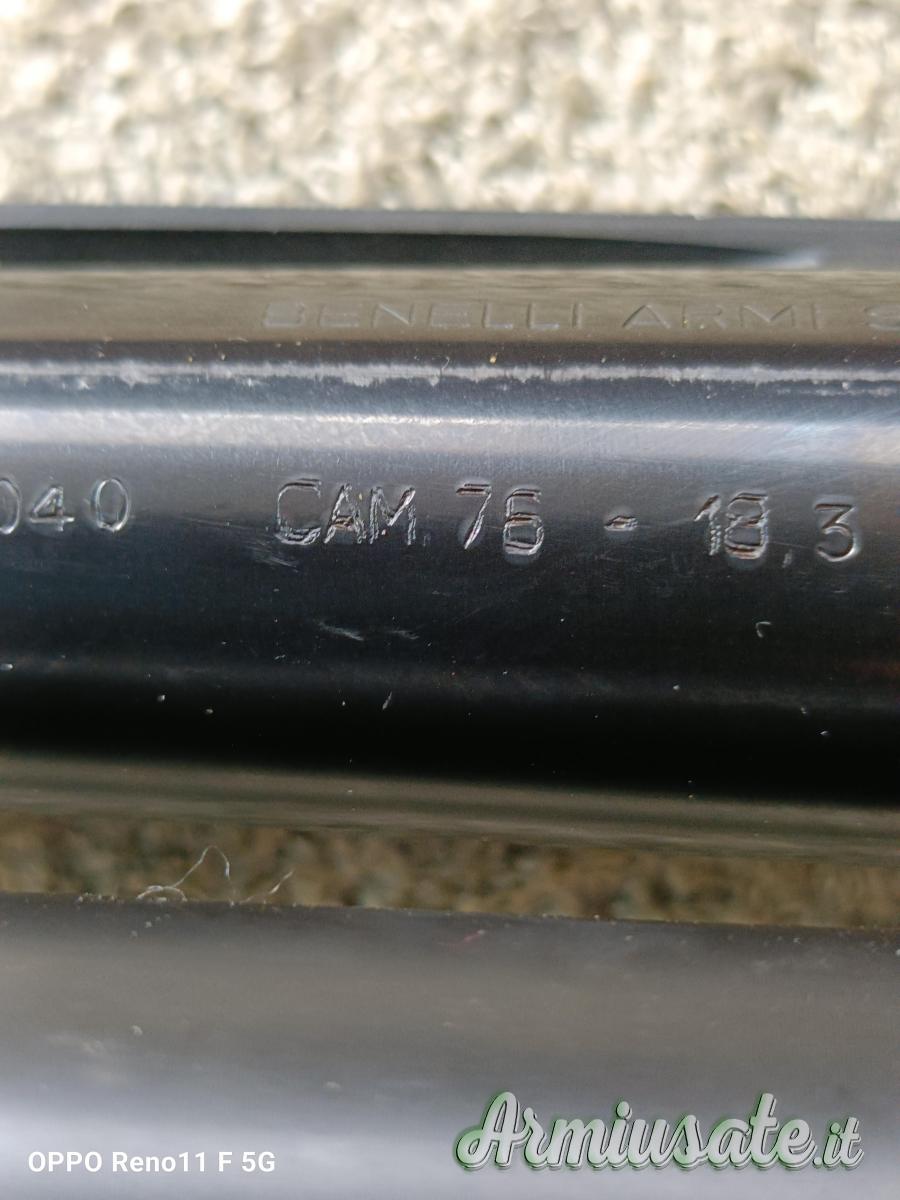 BENELLI ARMI S
040 CAM. 76 - 18,3
OPPO Reno11 F 5G
Armiusate.it